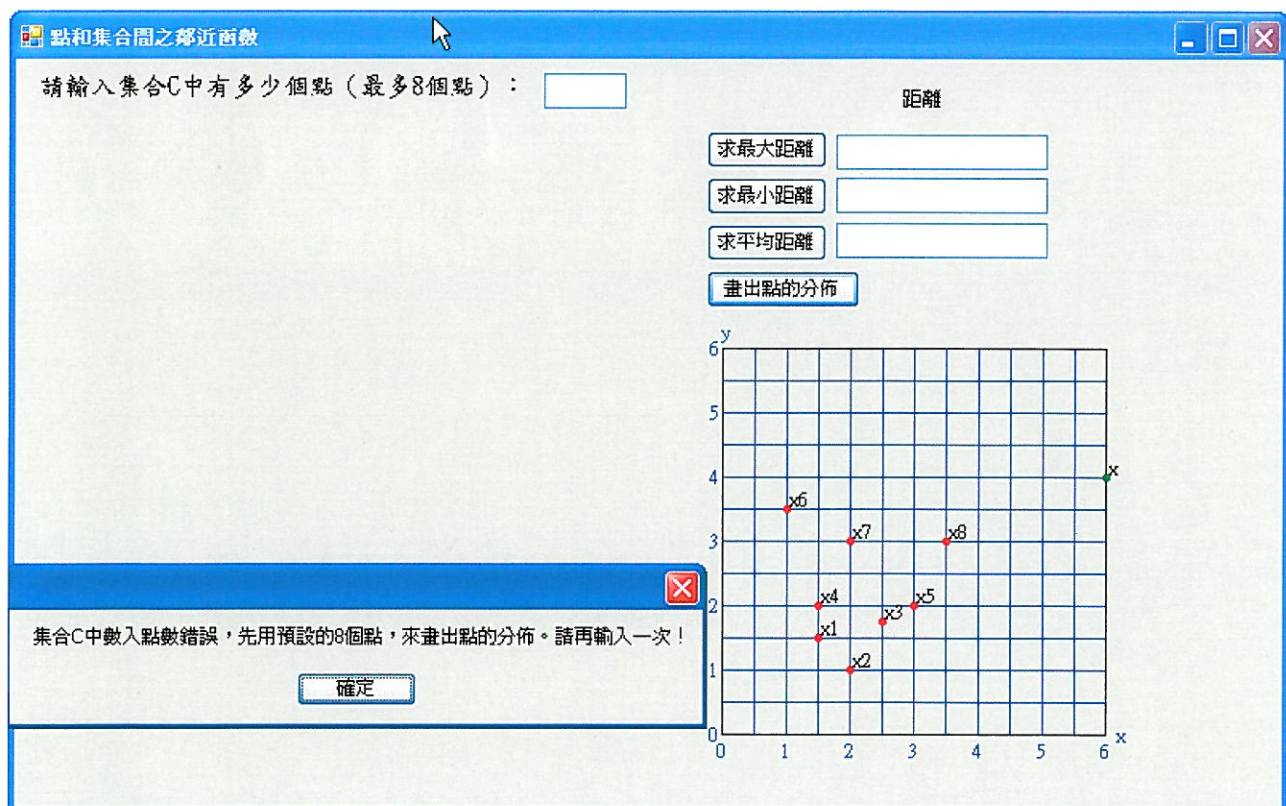 點和集合間之鄰近函數
請輸入集合C中有多少個點（最多8個點）：
距離
求最大距離
求最小距離
求平均距離
畫出點的分佈
y
6
5
4
3
2
1
0
x
x6
x7
x8
x4
x5
x3
x1
x2
0 1 2 3 4 5 6
x
集合C中數入點數錯誤，先用預設的8個點，來畫出點的分佈。請再輸入一次！
確定